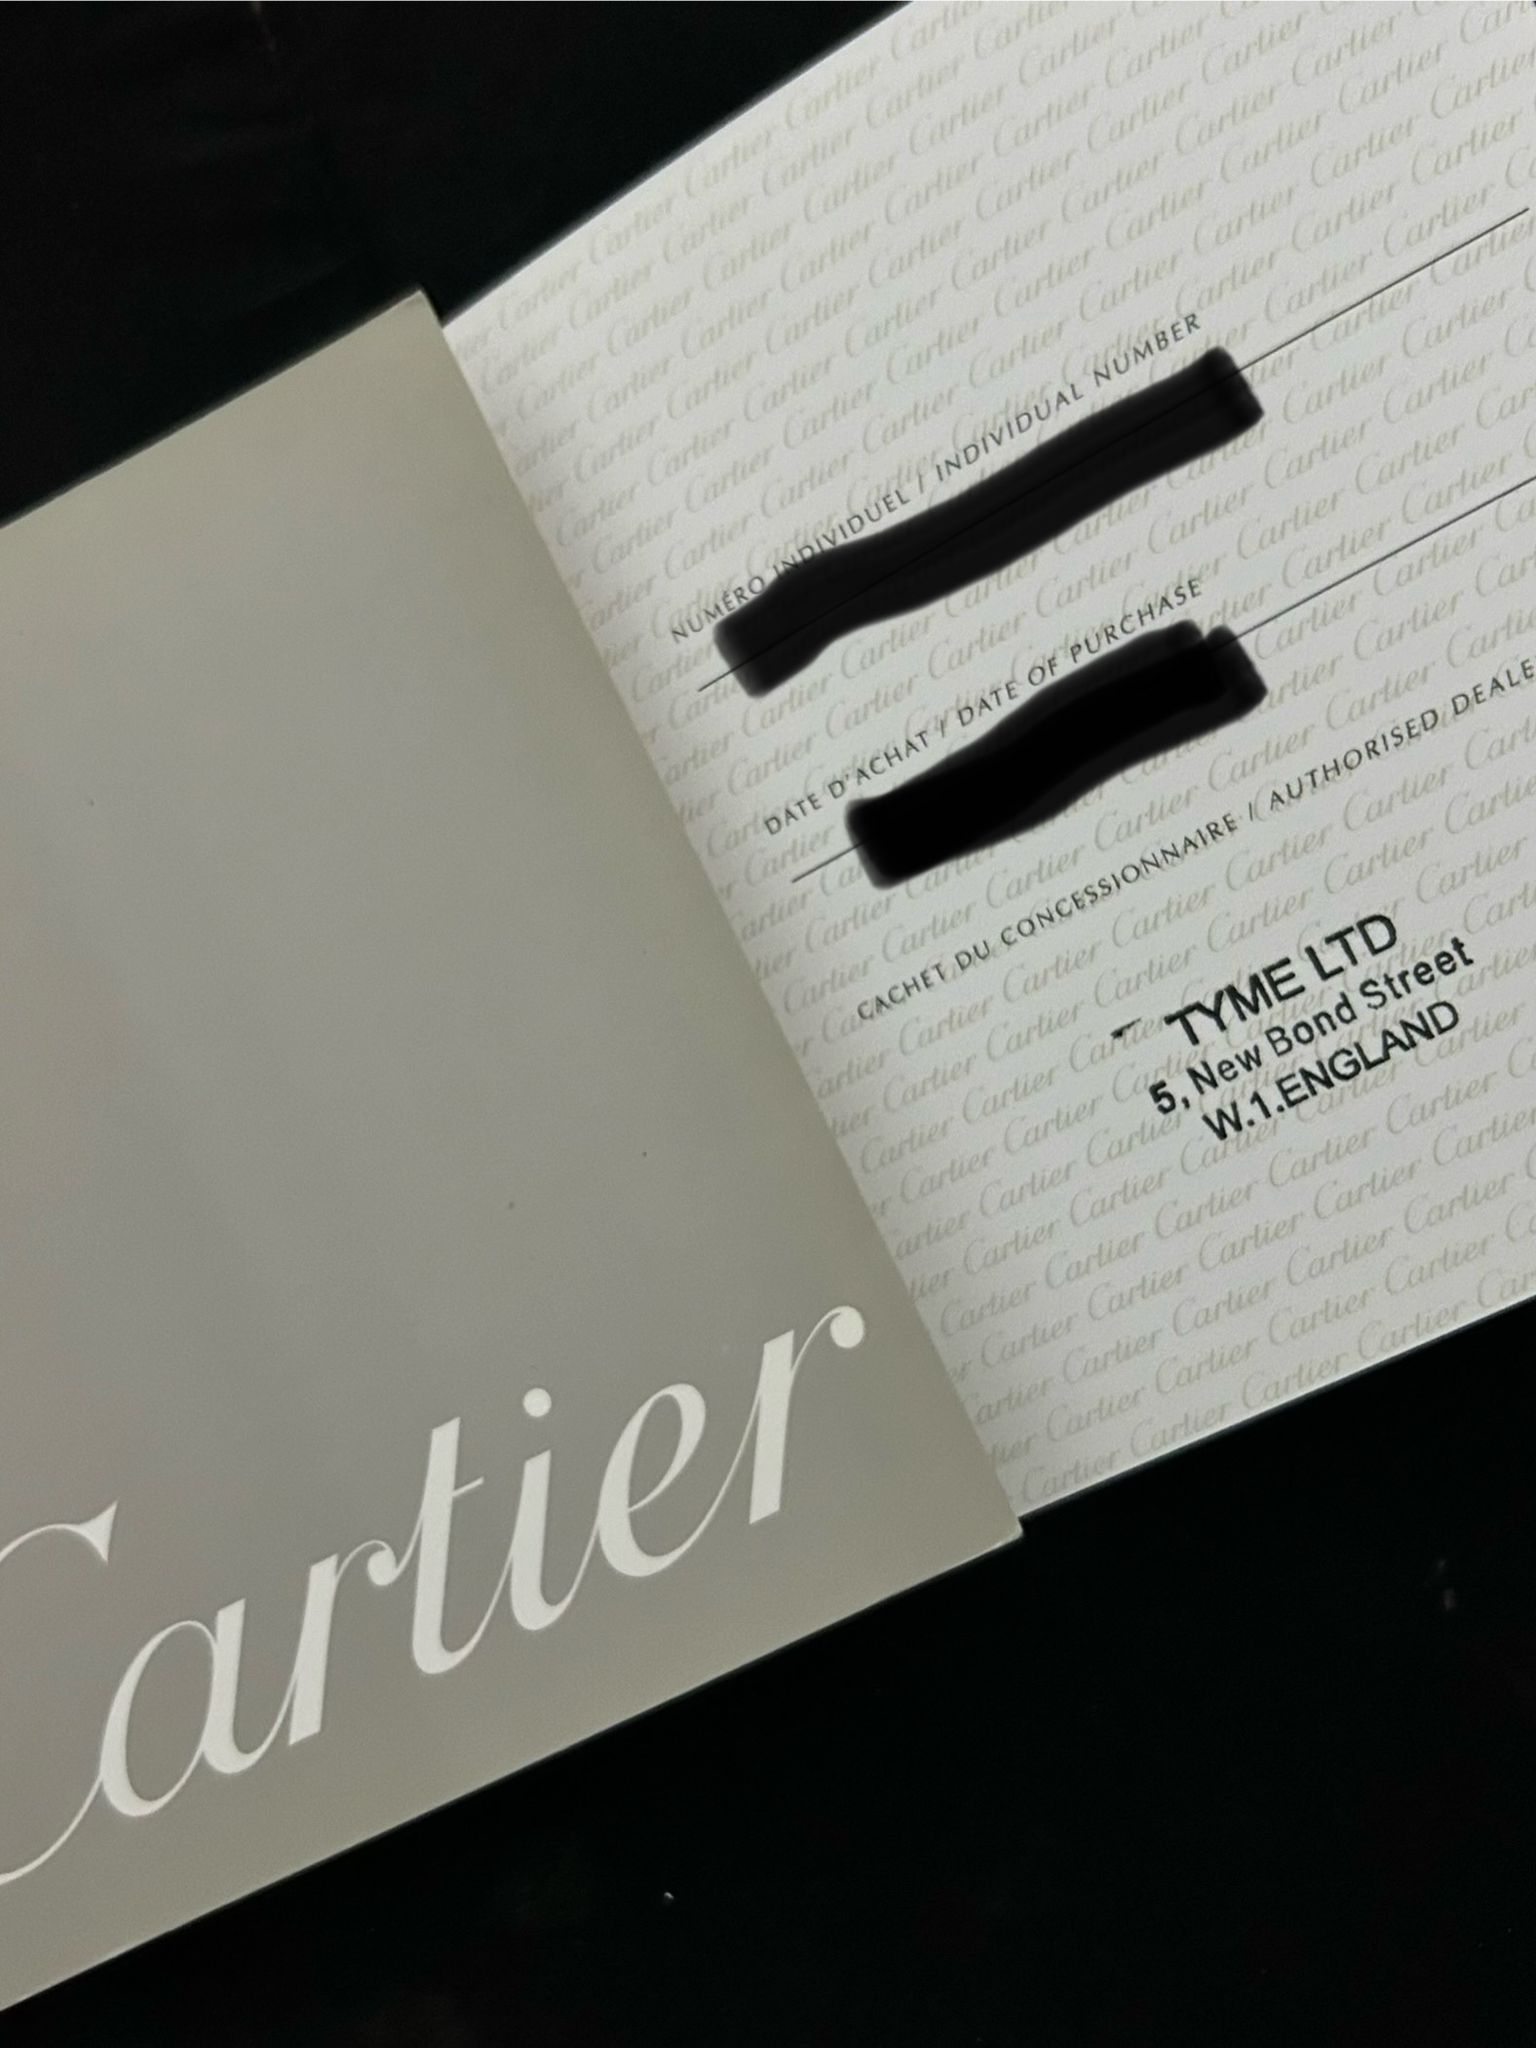 NUMÉRO INDIVIDUEL / INDIVIDUAL NUMBER
DATE D'ACHAT / DATE OF PURCHASE
CACHET DU CONCESSIONNAIRE / AUTHORISED
TYME LTD
5, New Bond Street
W.1.ENGLAND
Cartier